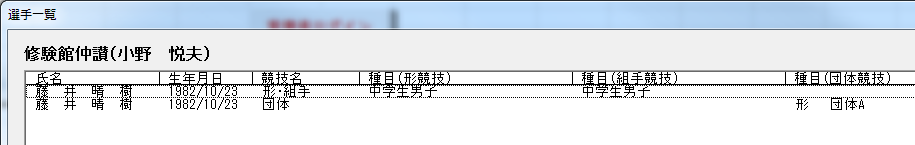 選手一覧
修験館仲讃(小野　悦夫)
氏名 生年月日 競技名 種目(形競技) 種目(組手競技) 種目(団体競技)
藤　井　晴　樹 1982/10/23 形・組手 中学生男子 中学生男子
藤　井　晴　樹 1982/10/23 団体 形　団体A